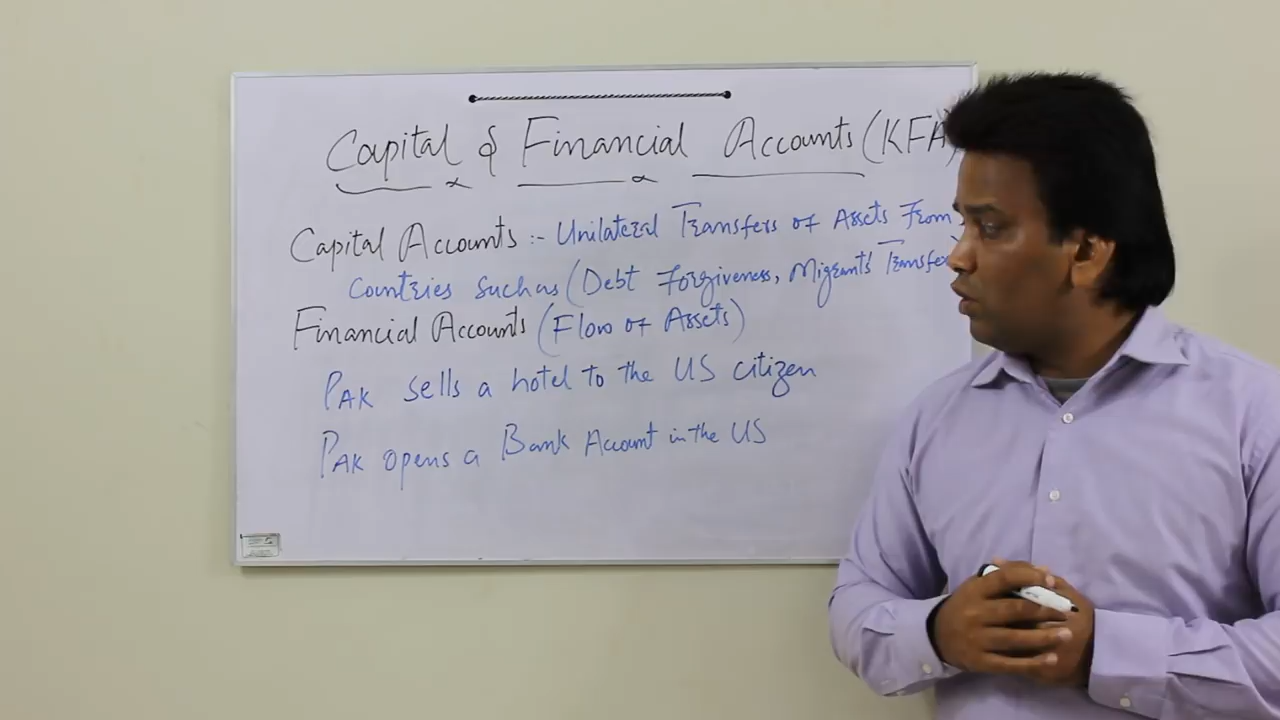 Capital & Financial Accounts (KFA)
Capital Accounts :- Unilateral Transfers of Assets From
Countries Such as (Debt Forgiveness, Migrants' Transfer
Financial Accounts (Flow of Assets)
PAK sells a hotel to the US citizen
PAK opens a Bank Account in the US